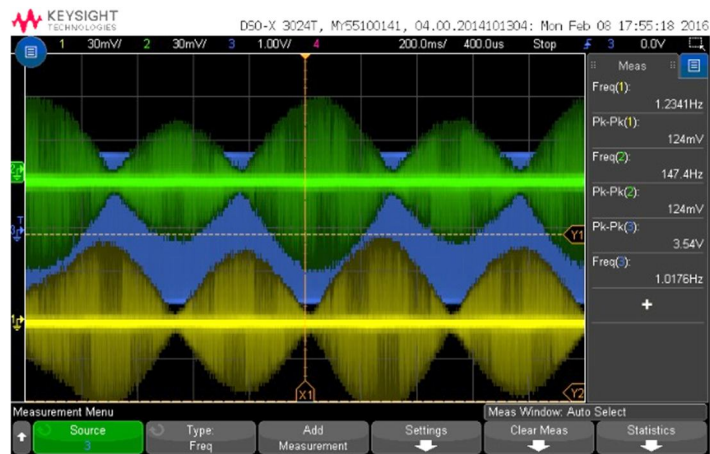 KEYSIGHT
TECHNOLOGIES
DSO-X 3024T, MY55100141, 04.00.2014101304: Mon Feb 08 17:55:18 2016
1 30mV/ 2 30mV/ 3 1.00V/ 4 200.0ms/ 400.0us Stop 3 0.0V
Meas
Freq(1):
1.2341Hz
Pk-Pk(1):
124mV
Freq(2):
147.4Hz
Pk-Pk(2):
124mV
Pk-Pk(3):
3.54V
Freq(3):
1.0176Hz
+
2
T
3
Y1
1
X1
Y2
Measurement Menu
Meas Window: Auto Select
Source
3
Type:
Freq
Add
Measurement
Settings
Clear Meas
Statistics